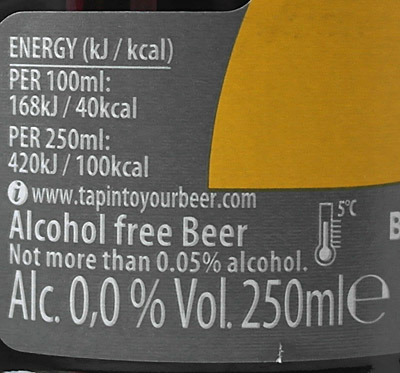 ENERGY (kJ / kcal)
PER 100ml:
168kJ / 40kcal
PER 250ml:
420kJ / 100kcal
i www.tapintoyourbeer.com
5°C
Alcohol free Beer
Not more than 0.05% alcohol.
Alc. 0,0 % Vol. 250ml e